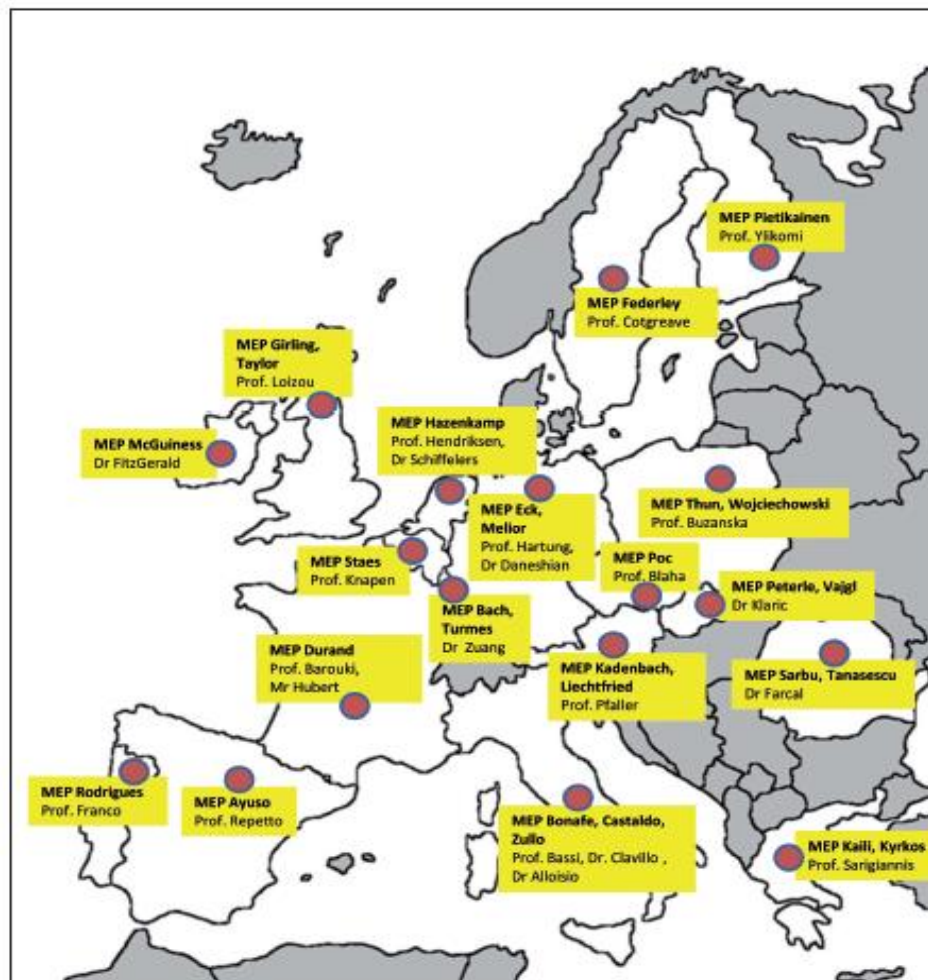 MEP Pietikainen
Prof. Ylikomi
MEP Federley
Prof. Cotgreave
MEP Girling,
Taylor
Prof. Loizou
MEP McGuiness
Dr FitzGerald
MEP Hazenkamp
Prof. Hendriksen,
Dr Schiffelers
MEP Eck,
Melior
Prof. Hartung,
Dr Daneshian
MEP Thun, Wojciechowski
Prof. Buzanska
MEP Staes
Prof. Knapen
MEP Poc
Prof. Blaha
MEP Peterle, Vajgl
Dr Klaric
MEP Bach,
Turmes
Dr Zuang
MEP Durand
Prof. Barouki,
Mr Hubert
MEP Kadenbach,
Liechtfried
Prof. Pfaller
MEP Sarbu, Tanasescu
Dr Farcal
MEP Rodrigues
Prof. Franco
MEP Ayuso
Prof. Repetto
MEP Bonafe, Castaldo,
Zullo
Prof. Bassi, Dr. Clavillo ,
Dr Alloisio
MEP Kaili, Kyrkos
Prof. Sarigiannis